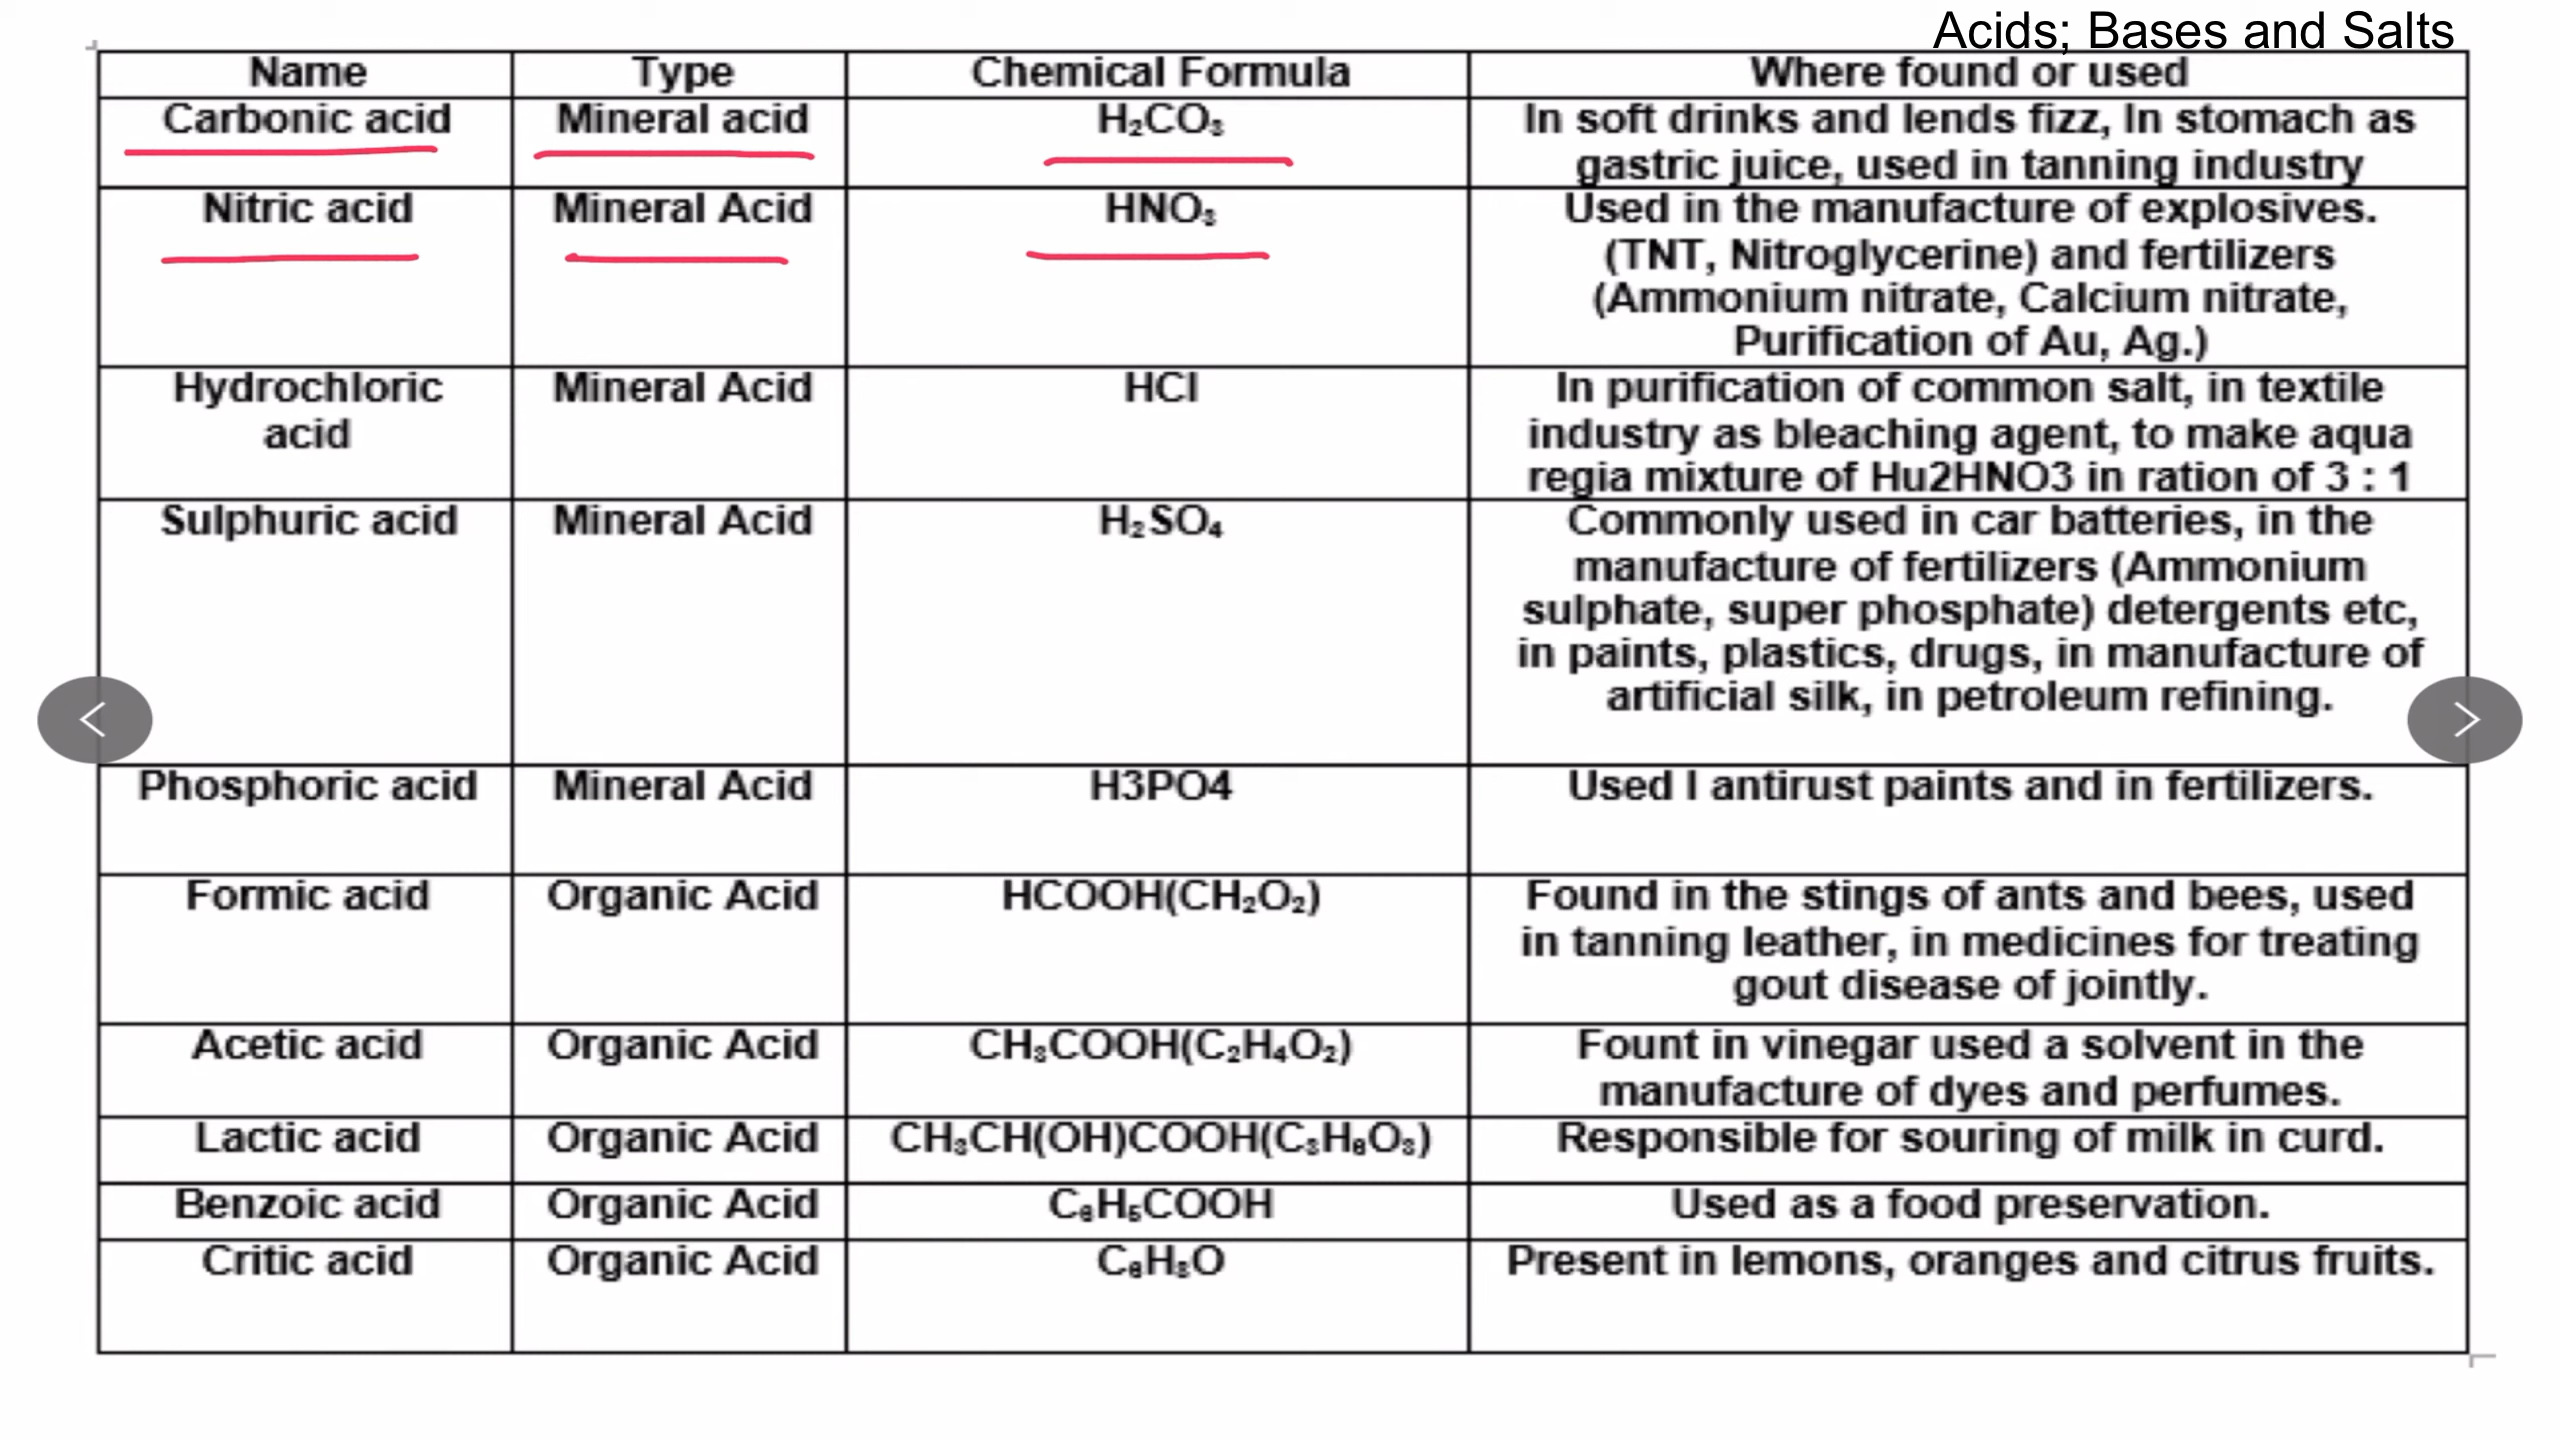 Acids; Bases and Salts
Name Type Chemical Formula Where found or used
Carbonic acid Mineral acid H₂CO₃ In soft drinks and lends fizz, In stomach as
gastric juice, used in tanning industry
Nitric acid Mineral Acid HNO₃ Used in the manufacture of explosives.
(TNT, Nitroglycerine) and fertilizers
(Ammonium nitrate, Calcium nitrate,
Purification of Au, Ag.)
Hydrochloric Mineral Acid HCl In purification of common salt, in textile
acid industry as bleaching agent, to make aqua
regia mixture of Hu2HNO3 in ration of 3 : 1
Sulphuric acid Mineral Acid H₂SO₄ Commonly used in car batteries, in the
manufacture of fertilizers (Ammonium
sulphate, super phosphate) detergents etc,
in paints, plastics, drugs, in manufacture of
artificial silk, in petroleum refining.
Phosphoric acid Mineral Acid H3PO4 Used I antirust paints and in fertilizers.
Formic acid Organic Acid HCOOH(CH₂O₂) Found in the stings of ants and bees, used
in tanning leather, in medicines for treating
gout disease of jointly.
Acetic acid Organic Acid CH₃COOH(C₂H₄O₂) Fount in vinegar used a solvent in the
manufacture of dyes and perfumes.
Lactic acid Organic Acid CH₃CH(OH)COOH(C₃H₆O₃) Responsible for souring of milk in curd.
Benzoic acid Organic Acid C₆H₅COOH Used as a food preservation.
Critic acid Organic Acid C₆H₈O Present in lemons, oranges and citrus fruits.